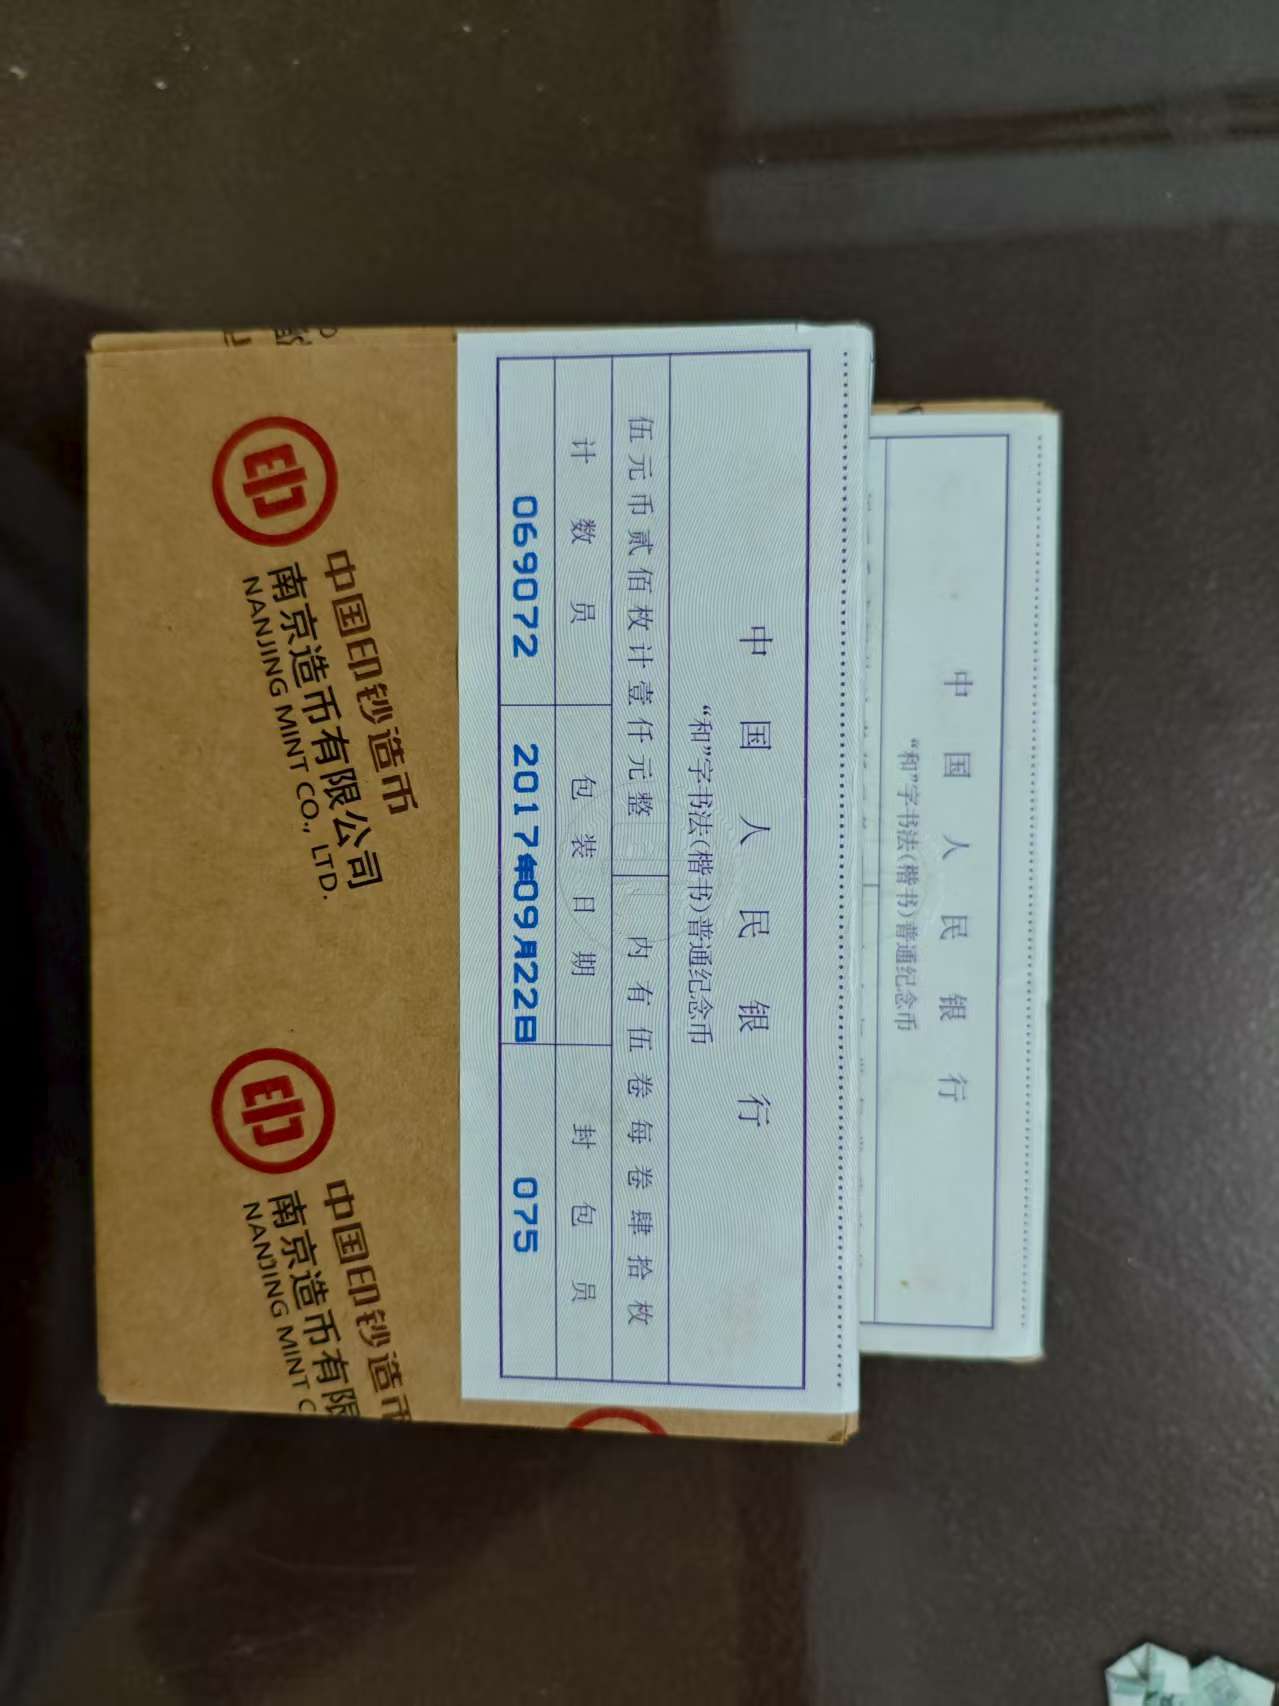 中国人民银行
“和”字书法(楷书)普通纪念币
伍元币贰佰枚计壹仟元整 内有伍卷每卷肆拾枚
计数员 包装日期 封包员
069072 2017年09月22日 075
中国印钞造币
南京造币有限公司
NANJING MINT CO., LTD.
中国印钞造币
南京造币有限
NANJING MINT C
中国人民银行
“和”字书法(楷书)普通纪念币